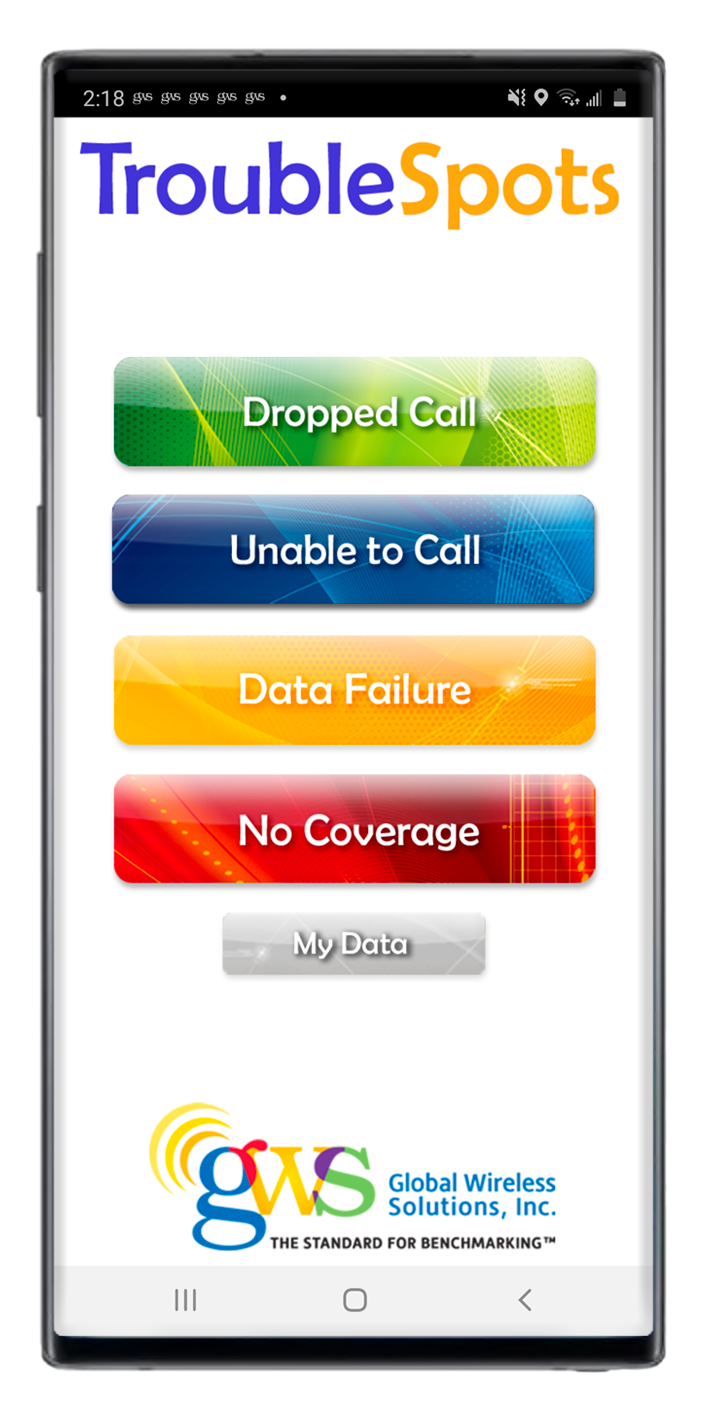 2:18 gws gws gws gws gws
TroubleSpots
Dropped Call
Unable to Call
Data Failure
No Coverage
My Data
gws Global Wireless
Solutions, Inc.
THE STANDARD FOR BENCHMARKING™